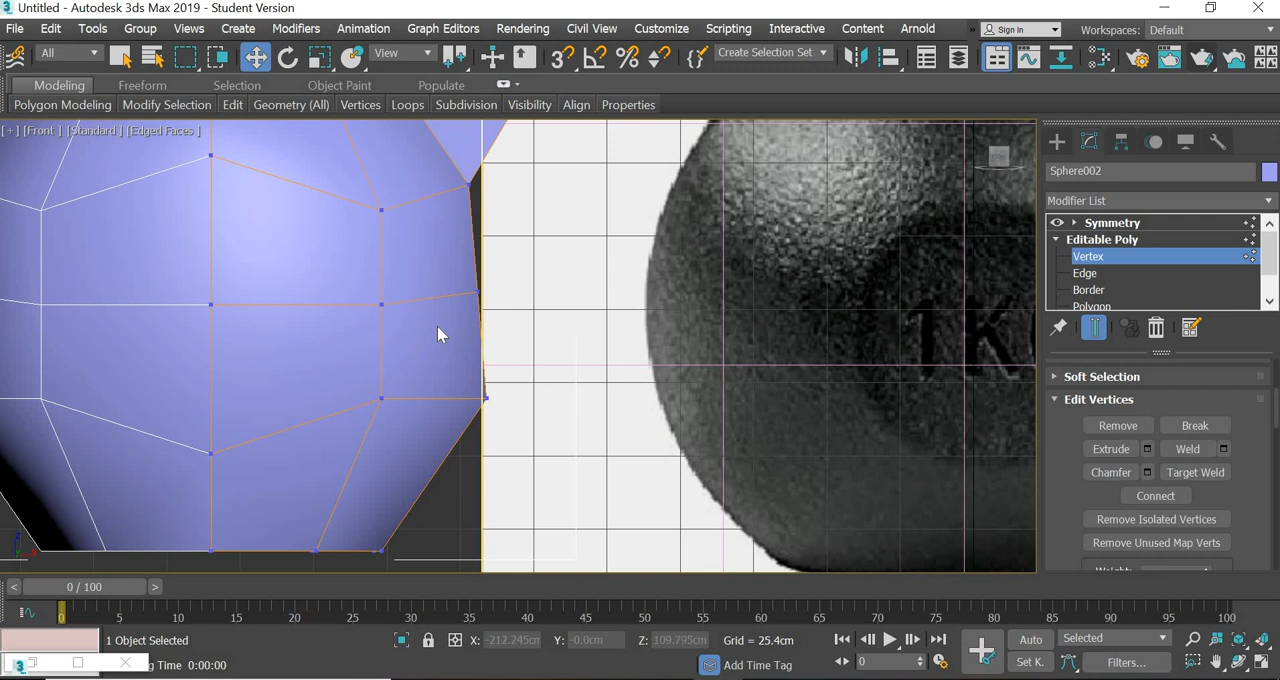 Untitled - Autodesk 3ds Max 2019 - Student Version
File Edit Tools Group Views Create Modifiers Animation Graph Editors Rendering Civil View Customize Scripting Interactive Content Arnold » Sign In Workspaces: Default
All View Create Selection Set
Modeling Freeform Selection Object Paint Populate
Polygon Modeling Modify Selection Edit Geometry (All) Vertices Loops Subdivision Visibility Align Tris Properties
[+] [Front ] [Standard ] [Edged Faces ]
Sphere002
Modifier List
Symmetry
Editable Poly
Vertex
Edge
Border
Polygon
Soft Selection
Edit Vertices
Remove Break
Extrude Weld
Chamfer Target Weld
Connect
Remove Isolated Vertices
Remove Unused Map Verts
< 0 / 100 >
0 5 10 15 20 25 30 35 40 45 50 55 60 65 70 75 80 85 90 95 100
1 Object Selected X: -212.245cm Y: -0.0cm Z: 109.795cm Grid = 25.4cm Auto Selected
g Time 0:00:00 Add Time Tag 0 Set K. Filters...